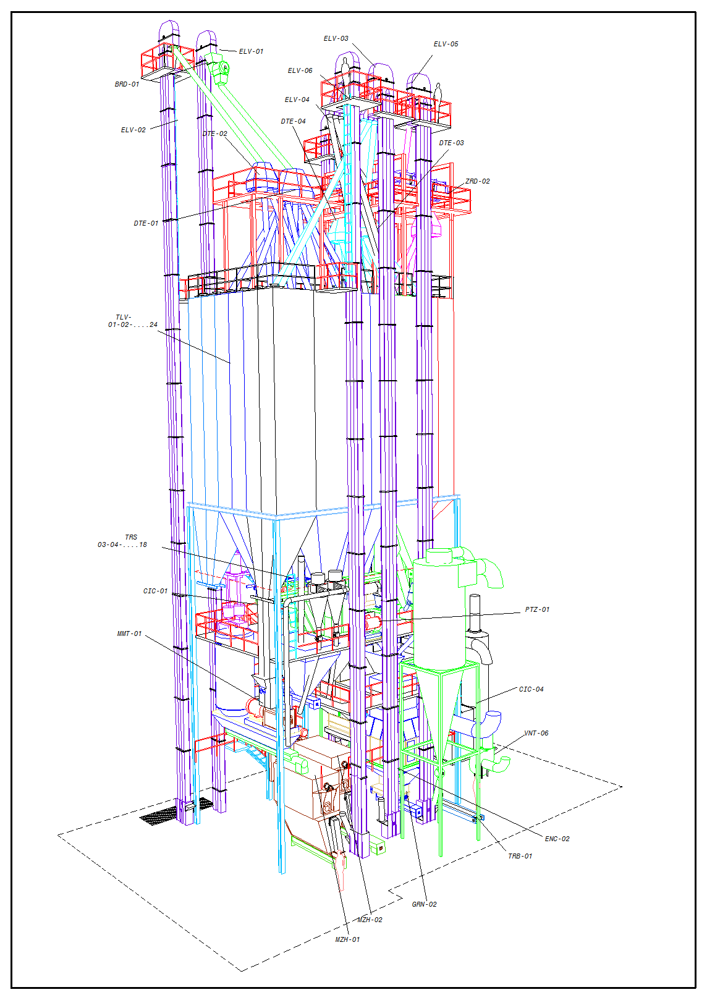 ELV-03
ELV-05
ELV-01
ELV-06
BRD-01
ELV-04
DTE-04
ELV-02
DTE-02
DTE-03
ZRD-02
DTE-01
TLV-
01-02-....24
TRS
03-04-....18
CIC-01
PTZ-01
MMT-01
CIC-04
VNT-06
ENC-02
TRB-01
GRN-02
MZH-02
MZH-01